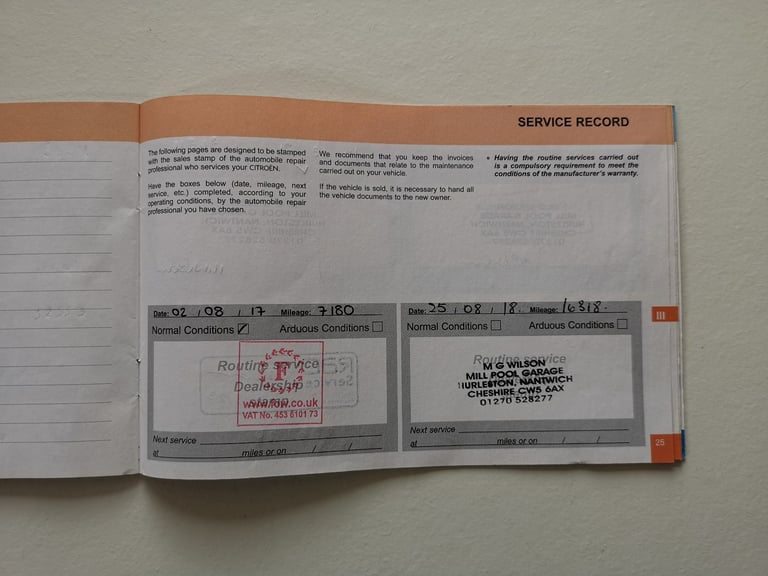 SERVICE RECORD
The following pages are designed to be stamped
with the sales stamp of the automobile repair
professional who services your CITROËN.
Have the boxes below (date, mileage, next
service, etc.) completed, according to your
operating conditions, by the automobile repair
professional you have chosen.
We recommend that you keep the invoices
and documents that relate to the maintenance
carried out on your vehicle.
If the vehicle is sold, it is necessary to hand all
the vehicle documents to the new owner.
• Having the routine services carried out
is a compulsory requirement to meet the
conditions of the manufacturer's warranty.
Date: 02 / 08 / 17 Mileage: 7180
Normal Conditions Arduous Conditions
Routine service
Dealership
stamp
F
www.fow.co.uk
VAT No. 453 6101 73
Next service
at miles or on / /
Date: 25 / 08 / 18. Mileage: 16318.
Normal Conditions Arduous Conditions
Routine service
M G WILSON
MILL POOL GARAGE
HURLESTON, NANTWICH
CHESHIRE CW5 6AX
01270 528277
Next service
at miles or on / /
III
25